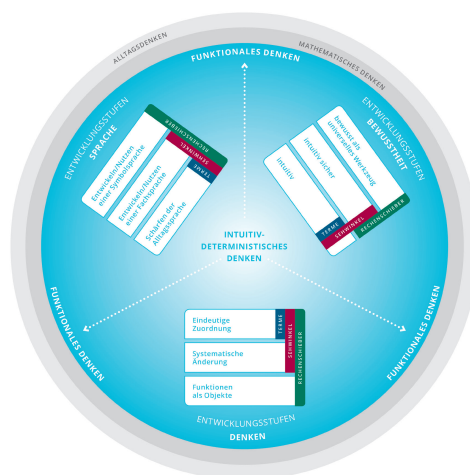 ALLTAGSDENKEN
MATHEMATISCHES DENKEN
FUNKTIONALES DENKEN
ENTWICKLUNGSSTUFEN
SPRACHE
Entwickeln/Nutzen
einer Symbolsprache
Entwickeln/Nutzen
einer Fachsprache
Schärfen der
Alltagssprache
RECHENSCHIEBER
SEHWINKEL
TERME
ENTWICKLUNGSSTUFEN
BEWUSSTHEIT
intuitiv
intuitiv sicher
bewusst als
universelles Werkzeug
TERME
SEHWINKEL
RECHENSCHIEBER
INTUITIV-
DETERMINISTISCHES
DENKEN
FUNKTIONALES DENKEN
FUNKTIONALES DENKEN
Eindeutige
Zuordnung
Systematische
Änderung
Funktionen
als Objekte
TERME
SEHWINKEL
RECHENSCHIEBER
ENTWICKLUNGSSTUFEN
DENKEN